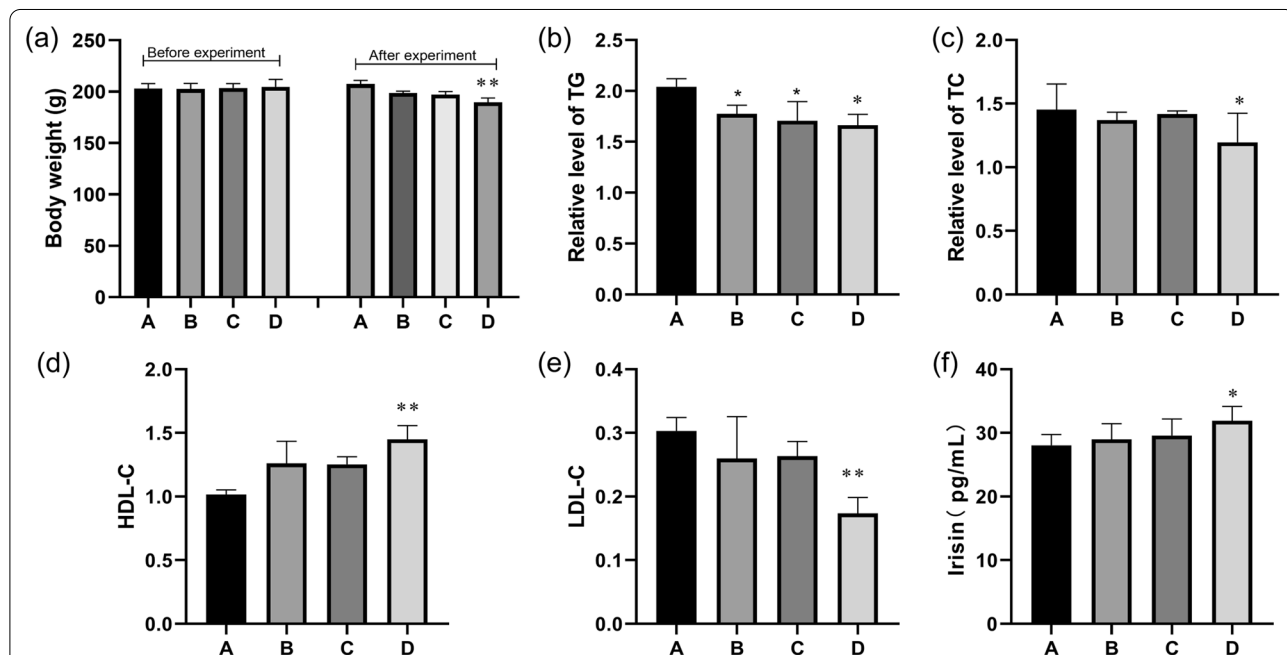 (a)
Before experiment
After experiment
**
Body weight (g)
250
200
150
100
50
0
A B C D A B C D
(b)
Relative level of TG
2.5
2.0
1.5
1.0
0.5
0.0
* * *
A B C D
(c)
Relative level of TC
2.0
1.5
1.0
0.5
0.0
*
A B C D
(d)
HDL-C
2.0
1.5
1.0
0.5
0.0
**
A B C D
(e)
LDL-C
0.4
0.3
0.2
0.1
0.0
**
A B C D
(f)
Irisin ( pg/mL)
40
30
20
10
0
*
A B C D